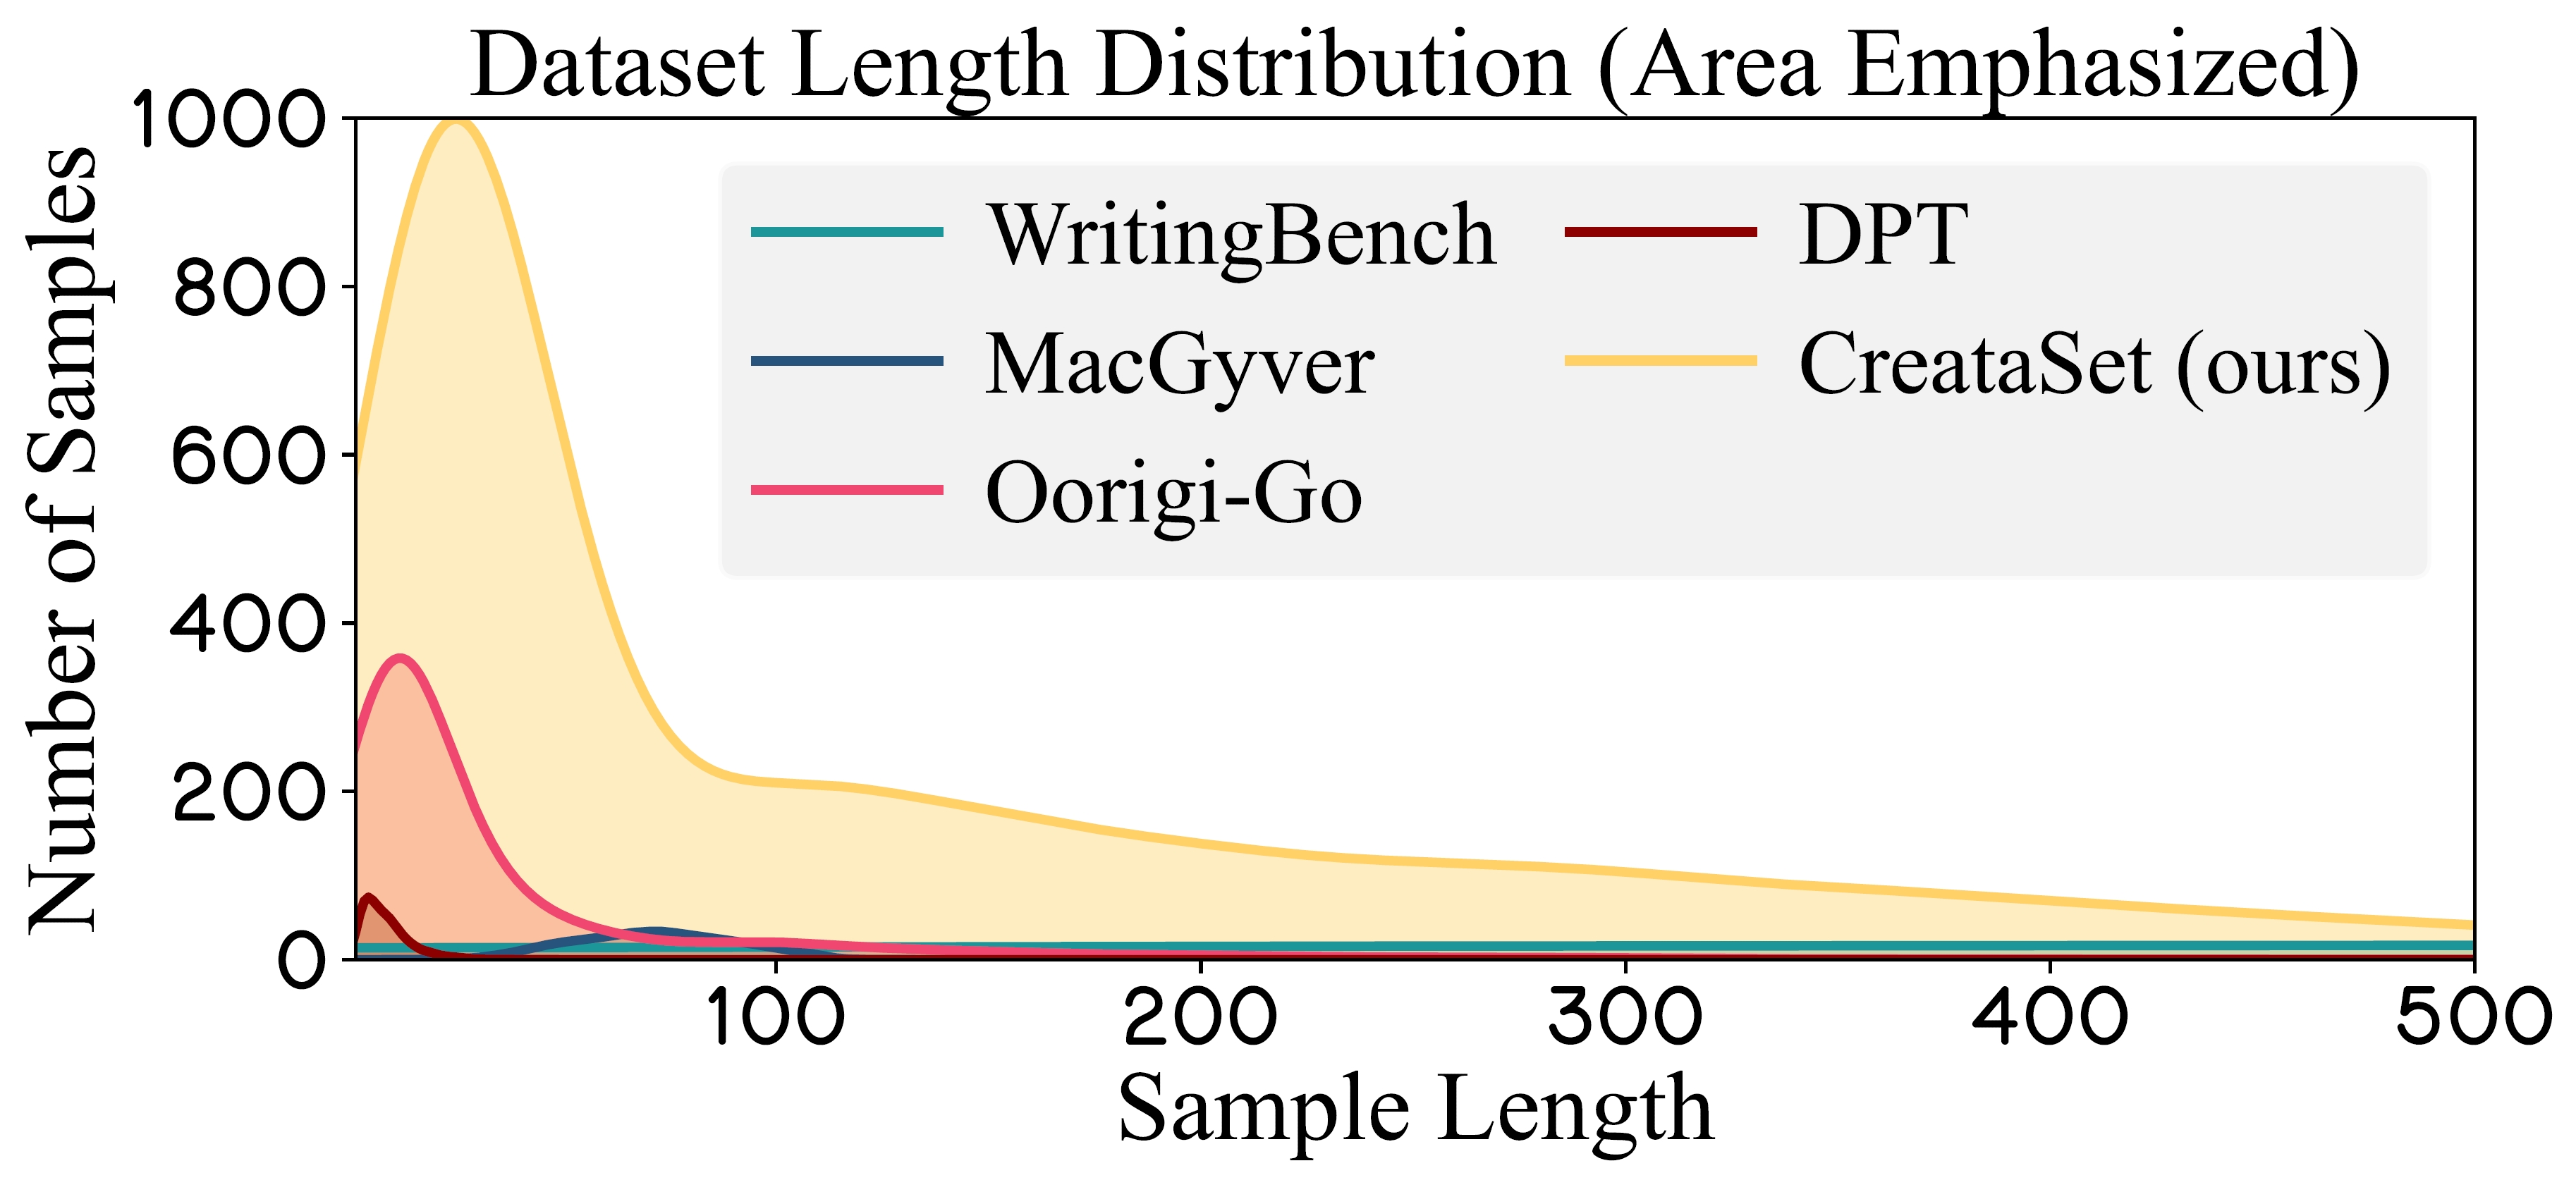 Dataset Length Distribution (Area Emphasized)
Number of Samples
1000
800
600
400
200
0
WritingBench
MacGyver
Oorigi-Go
DPT
CreataSet (ours)
100 200 300 400 500
Sample Length